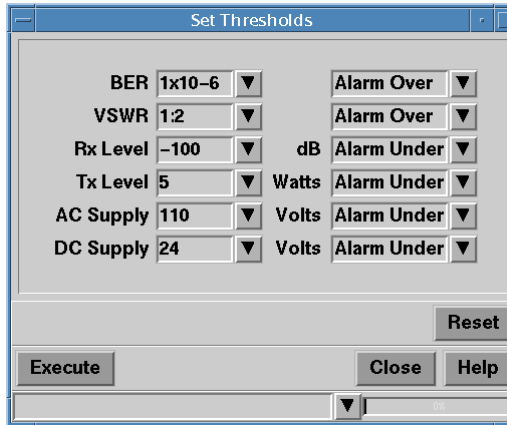 Set Thresholds
BER 1x10-6 Alarm Over
VSWR 1:2 Alarm Over
Rx Level -100 dB Alarm Under
Tx Level 5 Watts Alarm Under
AC Supply 110 Volts Alarm Under
DC Supply 24 Volts Alarm Under
Reset
Execute Close Help
0%